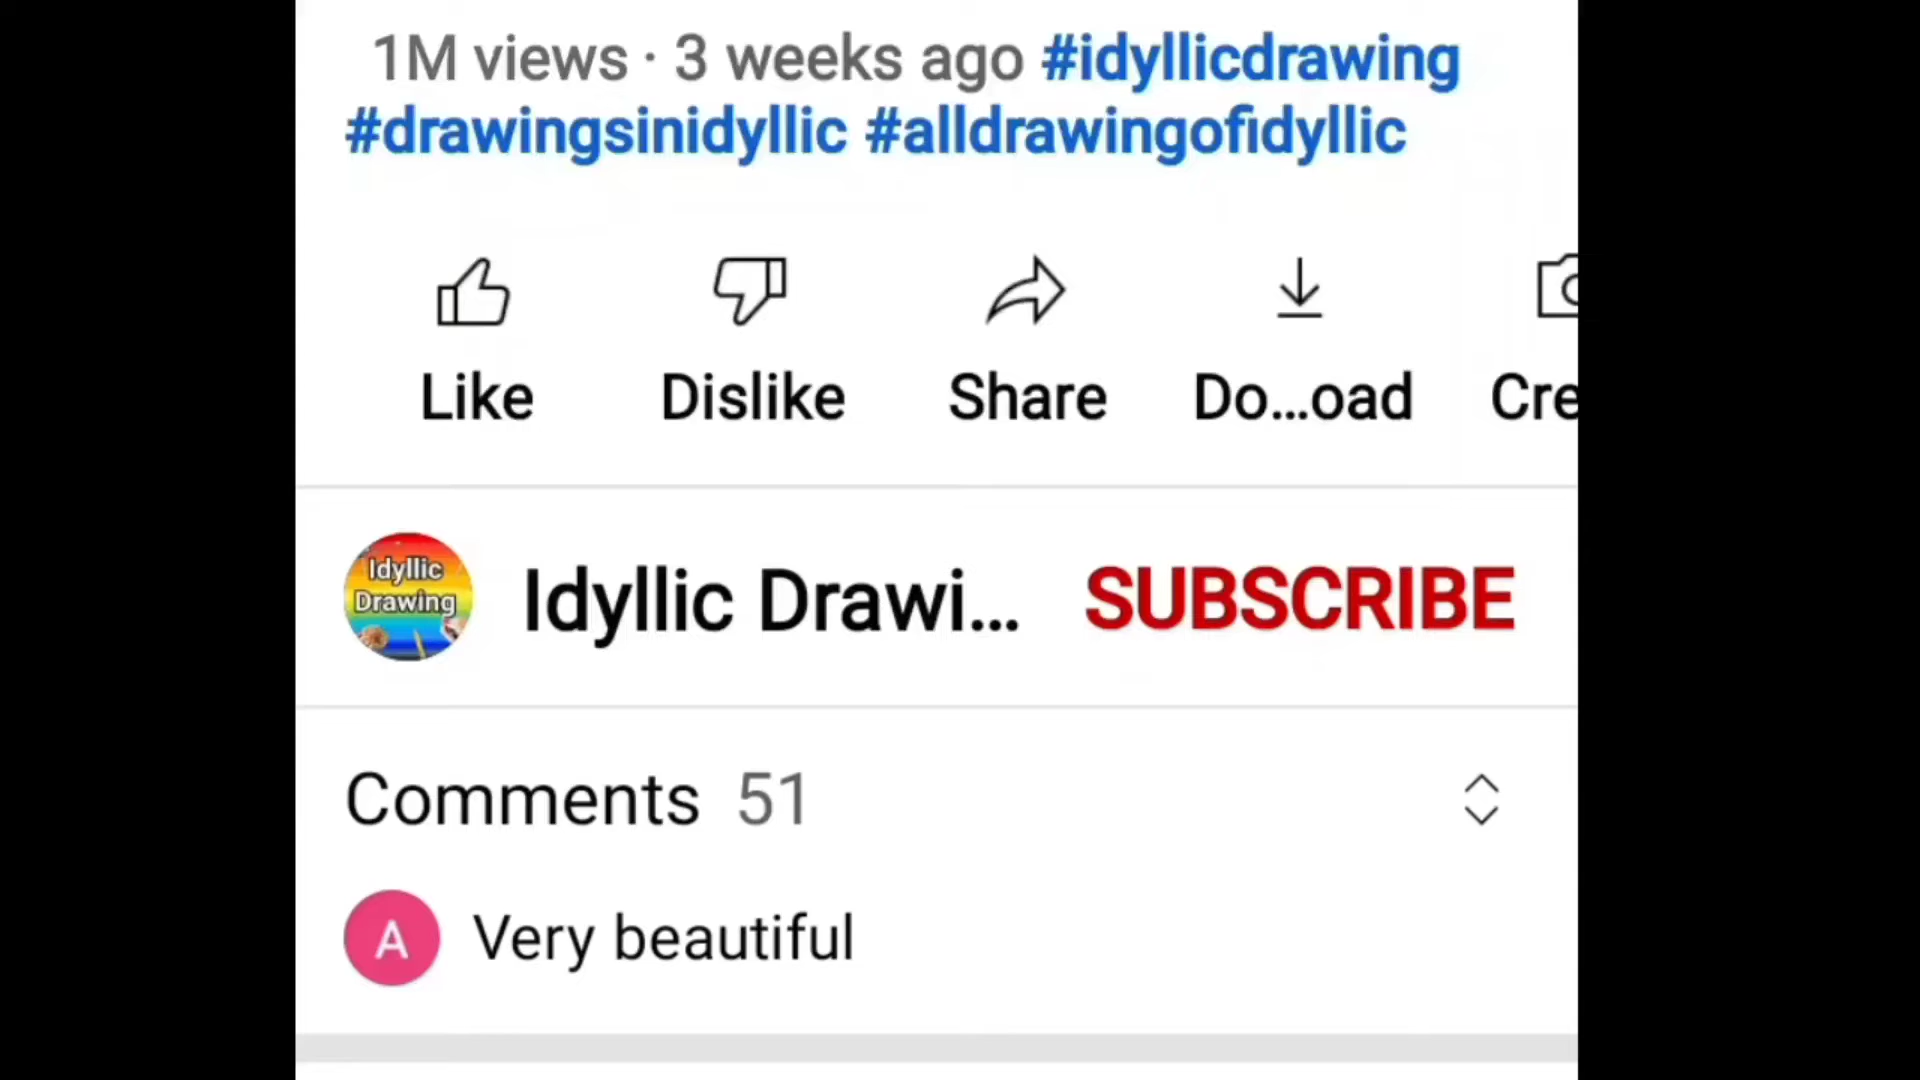 1M views · 3 weeks ago #idyllicdrawing
#drawingsinidyllic #alldrawingofidyllic
Like Dislike Share Do...oad Cre
Idyllic
Drawing
Idyllic Drawi... SUBSCRIBE
Comments 51
A Very beautiful